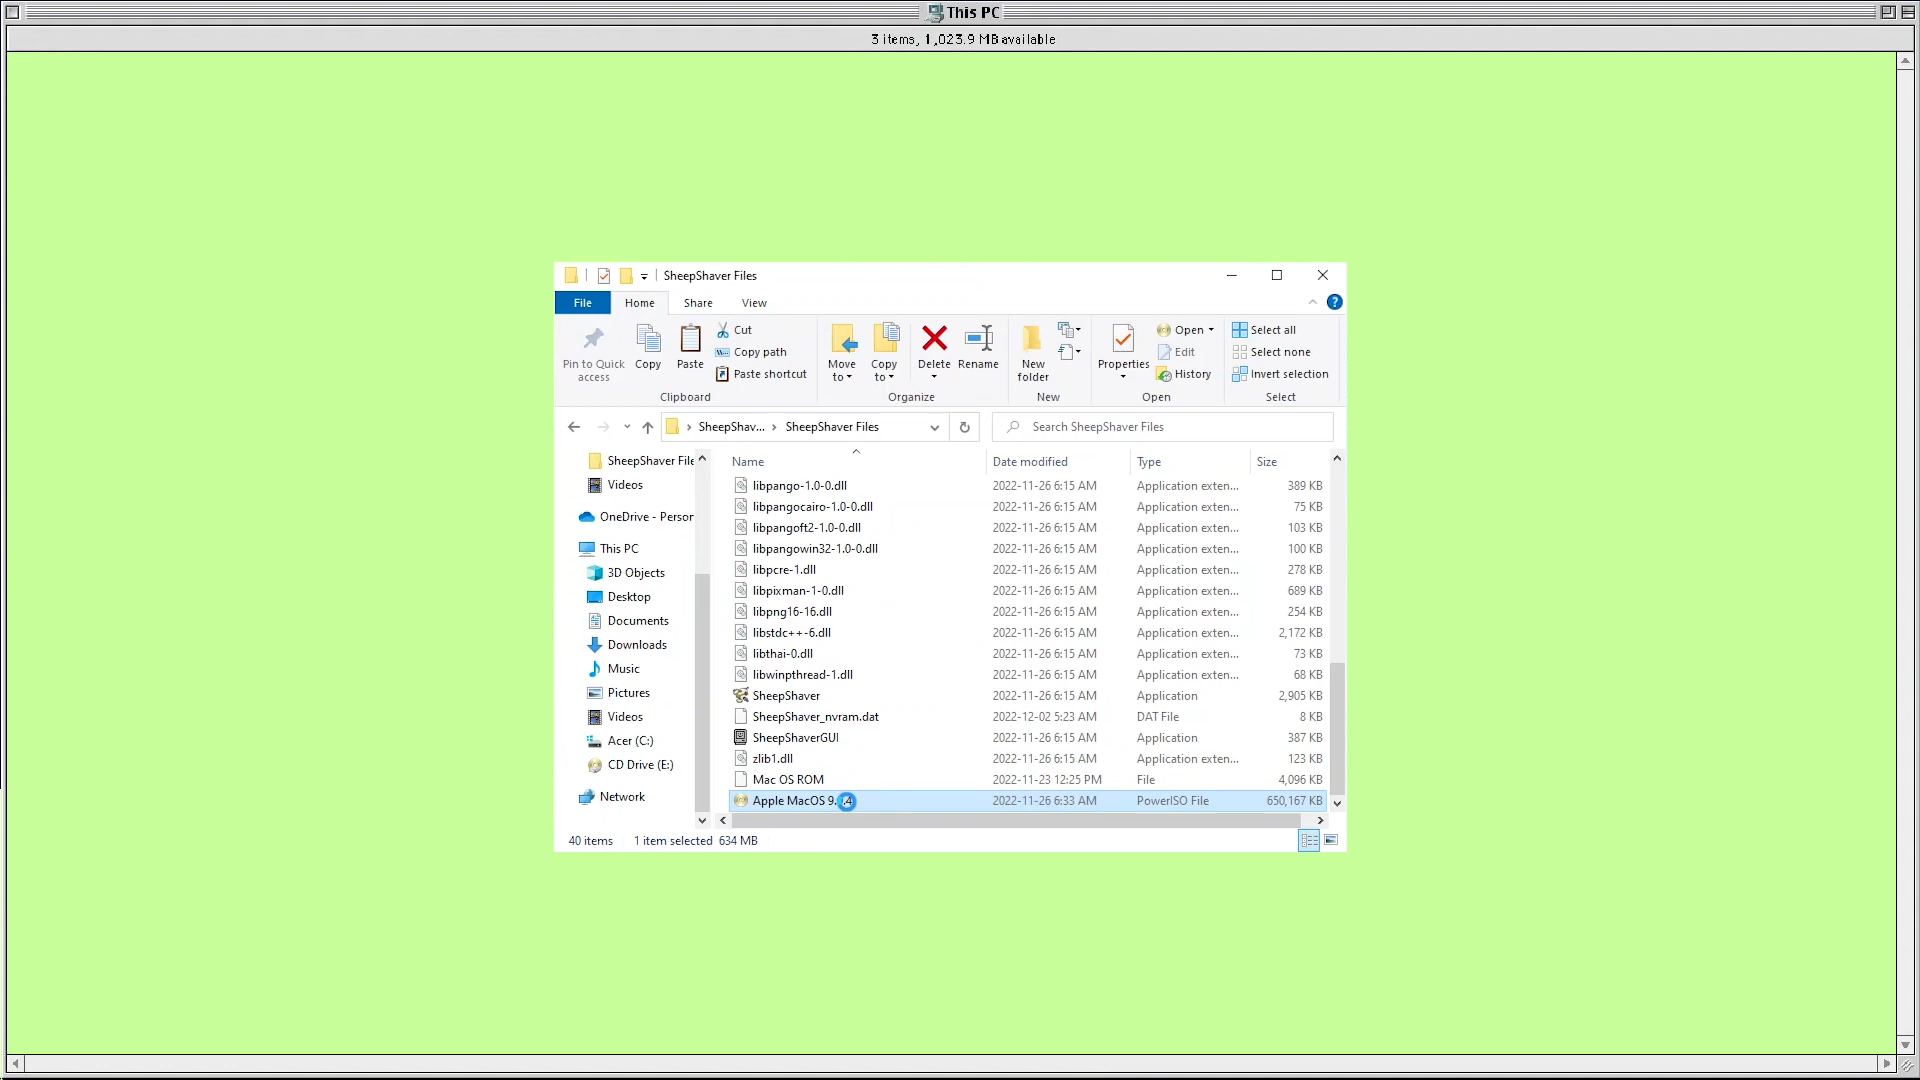 This PC
3 items, 1,023.9 MB available
SheepShaver Files
File Home Share View
Pin to Quick access
Copy
Paste
Cut
Copy path
Paste shortcut
Clipboard
Move to
Copy to
Delete
Rename
Organize
New folder
New
Properties
Open
Edit
History
Open
Select all
Select none
Invert selection
Select
SheepShav... SheepShaver Files
Search SheepShaver Files
SheepShaver File
Videos
OneDrive - Person
This PC
3D Objects
Desktop
Documents
Downloads
Music
Pictures
Videos
Acer (C:)
CD Drive (E:)
Network
Name Date modified Type Size
libpango-1.0-0.dll 2022-11-26 6:15 AM Application exten... 389 KB
libpangocairo-1.0-0.dll 2022-11-26 6:15 AM Application exten... 75 KB
libpangoft2-1.0-0.dll 2022-11-26 6:15 AM Application exten... 103 KB
libpangowin32-1.0-0.dll 2022-11-26 6:15 AM Application exten... 100 KB
libpcre-1.dll 2022-11-26 6:15 AM Application exten... 278 KB
libpixman-1-0.dll 2022-11-26 6:15 AM Application exten... 689 KB
libpng16-16.dll 2022-11-26 6:15 AM Application exten... 254 KB
libstdc++-6.dll 2022-11-26 6:15 AM Application exten... 2,172 KB
libthai-0.dll 2022-11-26 6:15 AM Application exten... 73 KB
libwinpthread-1.dll 2022-11-26 6:15 AM Application exten... 68 KB
SheepShaver 2022-11-26 6:15 AM Application 2,905 KB
SheepShaver_nvram.dat 2022-12-02 5:23 AM DAT File 8 KB
SheepShaverGUI 2022-11-26 6:15 AM Application 387 KB
zlib1.dll 2022-11-26 6:15 AM Application exten... 123 KB
Mac OS ROM 2022-11-23 12:25 PM File 4,096 KB
Apple MacOS 2022-11-26 6:33 AM PowerISO File 650,167 KB
40 items 1 item selected 634 MB